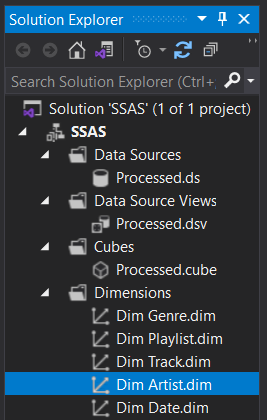 Solution Explorer
Search Solution Explorer (Ctrl+;
Solution 'SSAS' (1 of 1 project)
SSAS
Data Sources
Processed.ds
Data Source Views
Processed.dsv
Cubes
Processed.cube
Dimensions
Dim Genre.dim
Dim Playlist.dim
Dim Track.dim
Dim Artist.dim
Dim Date.dim